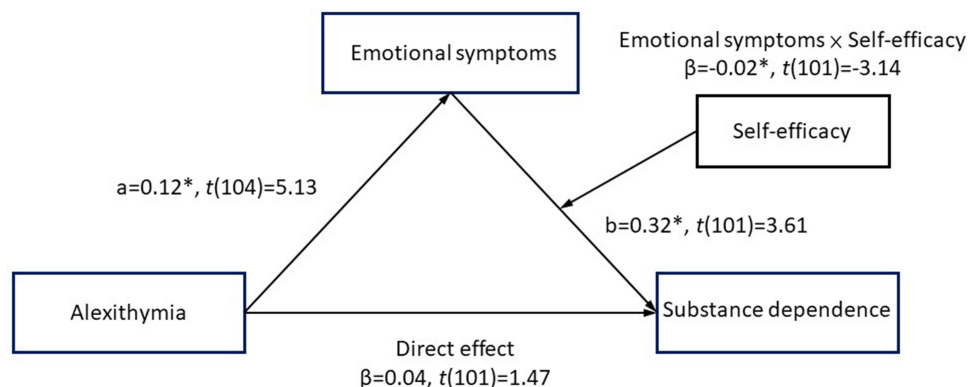 Emotional symptoms
Emotional symptoms × Self-efficacy
β=-0.02*, t(101)=-3.14
Self-efficacy
a=0.12*, t(104)=5.13
b=0.32*, t(101)=3.61
Alexithymia
Substance dependence
Direct effect
β=0.04, t(101)=1.47